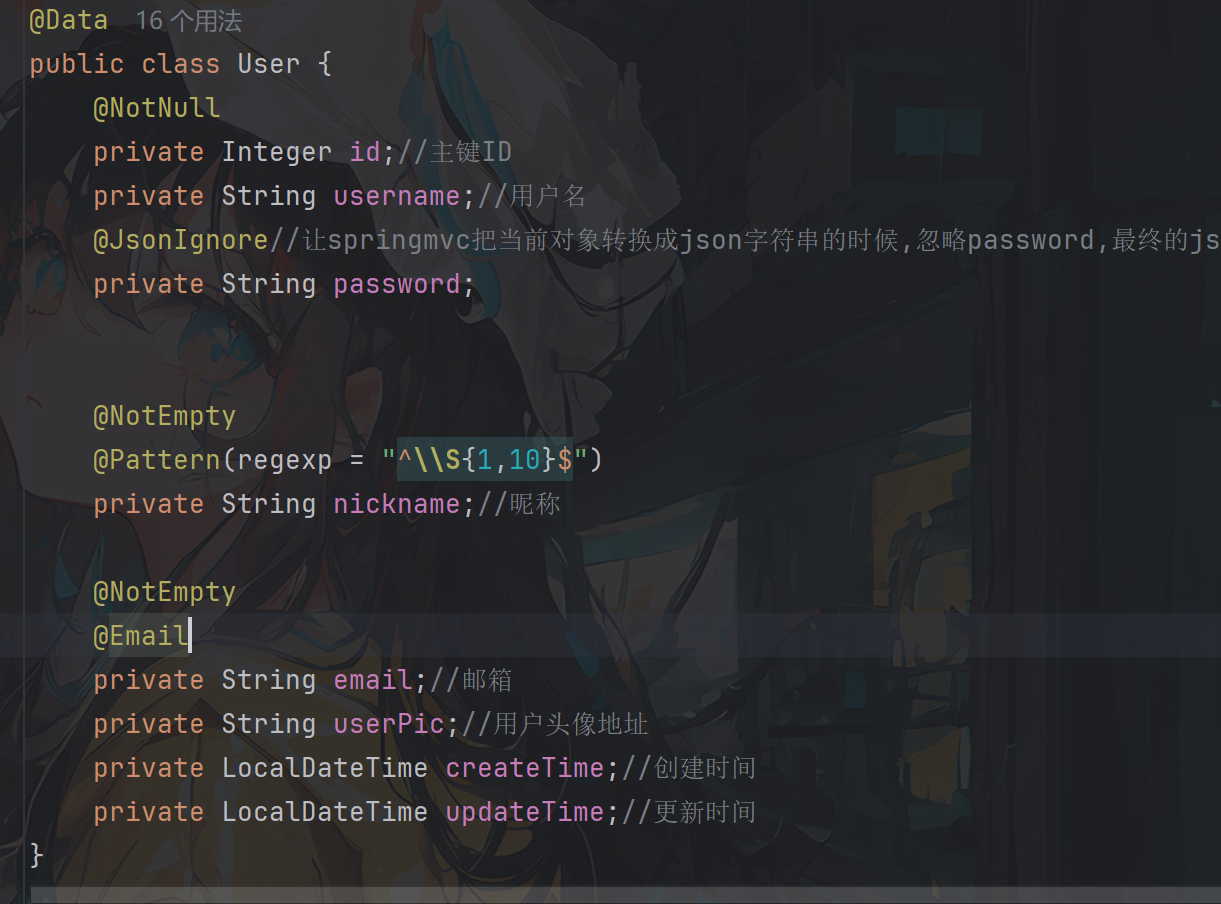 @Data 16 个用法
public class User {
@NotNull
private Integer id;//主键ID
private String username;//用户名
@JsonIgnore//让springmvc把当前对象转换成json字符串的时候,忽略password,最终的js
private String password;
@NotEmpty
@Pattern(regexp = "^\\S{1,10}$")
private String nickname;//昵称
@NotEmpty
@Email
private String email;//邮箱
private String userPic;//用户头像地址
private LocalDateTime createTime;//创建时间
private LocalDateTime updateTime;//更新时间
}